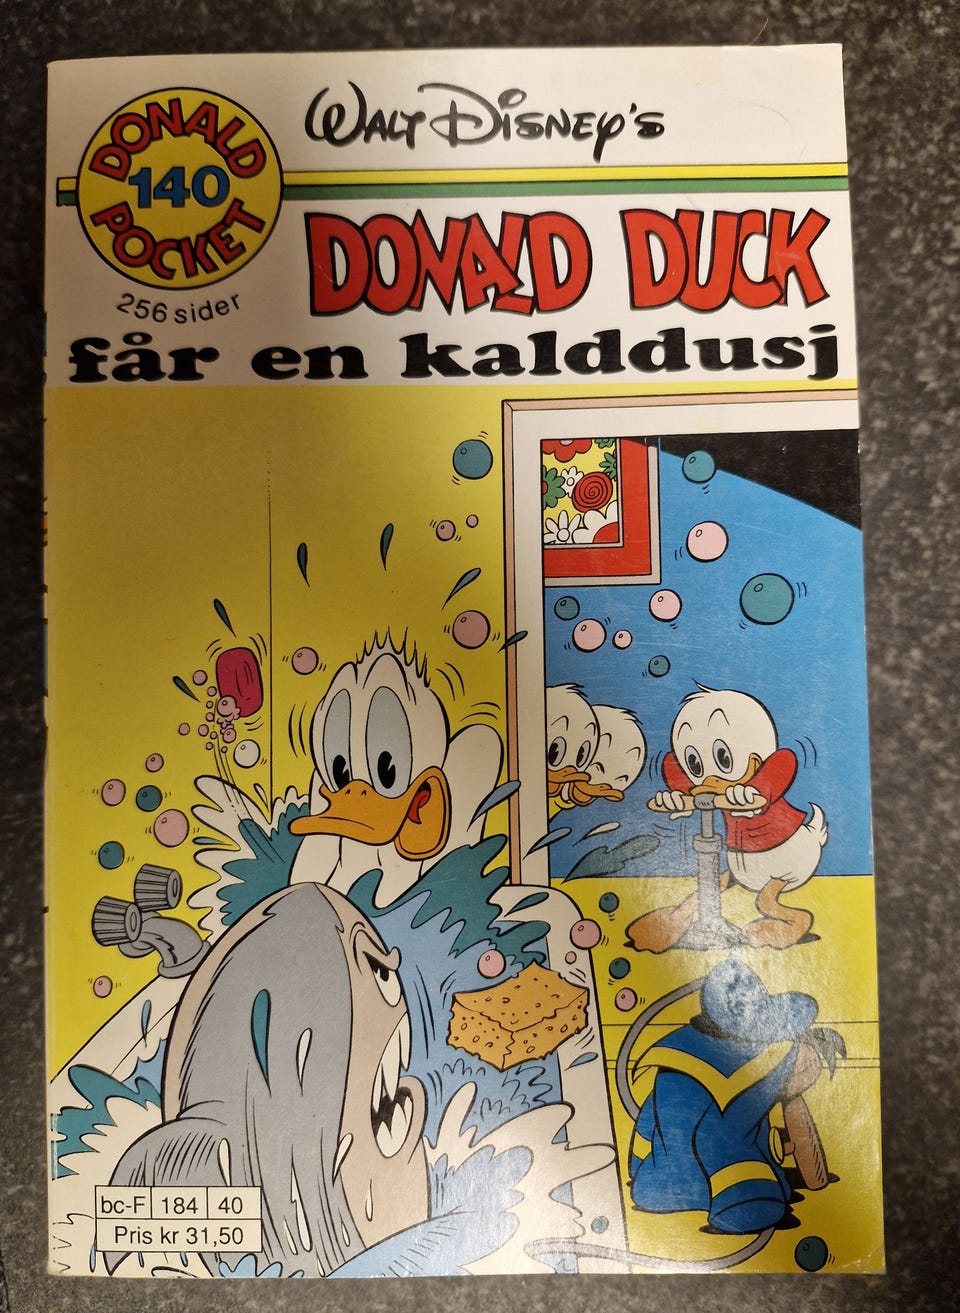 DONALD
140
POCKET
256 sider
WALT DISNEY'S
DONALD DUCK
får en kalddusj
bc-F 184 40
Pris kr 31,50